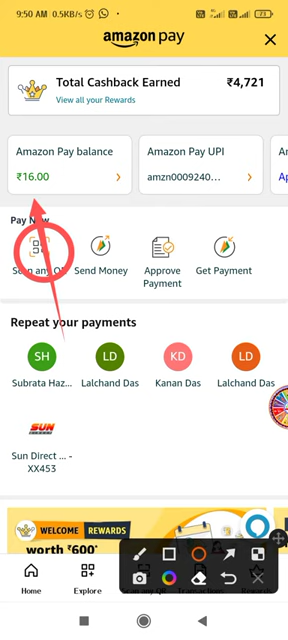 9:50 AM 0.5KB/s
73
amazon pay
Total Cashback Earned ₹4,721
View all your Rewards
Amazon Pay balance
₹16.00
Amazon Pay UPI
amzn0009240...
Pay Now
Scan any QR
Send Money
Approve Payment
Get Payment
Repeat your payments
SH
LD
KD
LD
Subrata Haz...
Lalchand Das
Kanan Das
Lalchand Das
SUN
Sun Direct ... -
XX453
WELCOME REWARDS
worth ₹600
Home
Explore